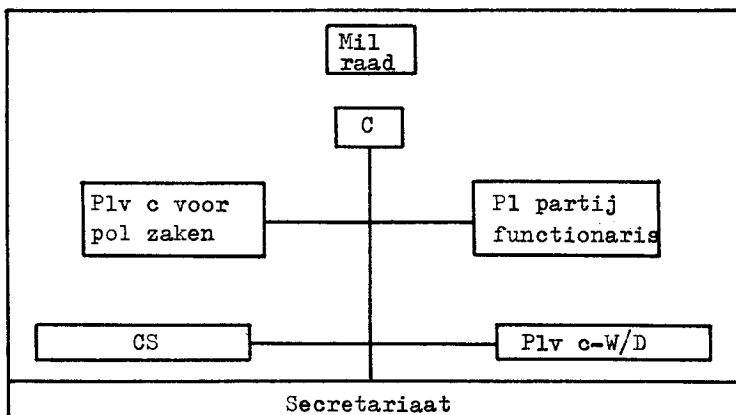 Mil
raad
C
Plv c voor
pol zaken
Pl partij
functionaris
CS
Plv c-W/D
Secretariaat